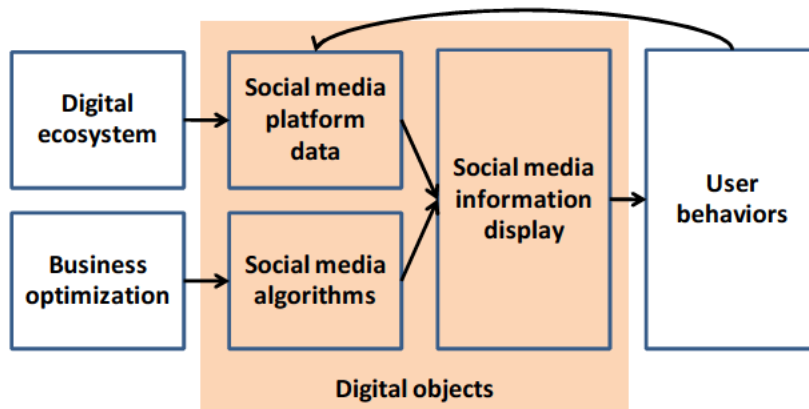 Digital
ecosystem
Social media
platform
data
Social media
information
display
User
behaviors
Business
optimization
Social media
algorithms
Digital objects